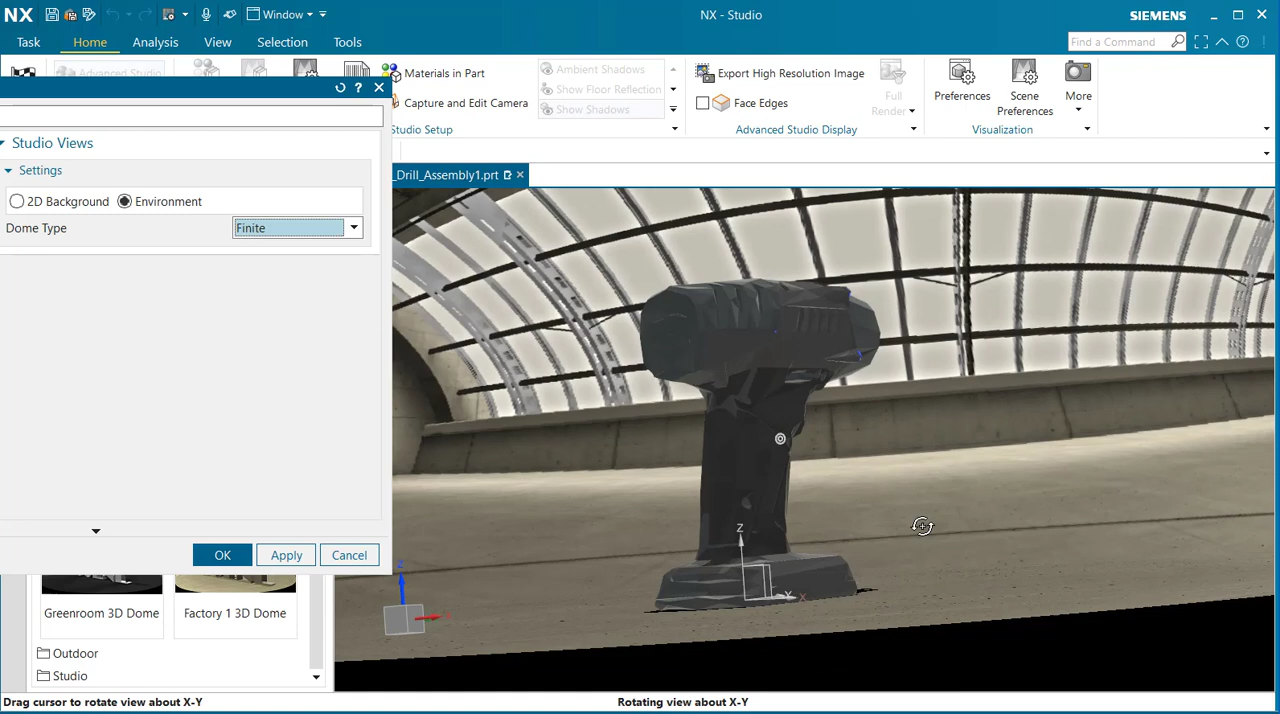 NX
Window
NX - Studio
SIEMENS
Task
Home
Analysis
View
Selection
Tools
Find a Command
Advanced Studio
Materials in Part
Capture and Edit Camera
Studio Setup
Ambient Shadows
Show Floor Reflection
Show Shadows
Export High Resolution Image
Face Edges
Full
Render
Advanced Studio Display
Preferences
Scene
Preferences
More
Visualization
Studio Views
Settings
2D Background
Environment
Dome Type
Finite
OK
Apply
Cancel
_Drill_Assembly1.prt
Z
X
Z
Greenroom 3D Dome
Factory 1 3D Dome
Outdoor
Studio
Drag cursor to rotate view about X-Y
Rotating view about X-Y